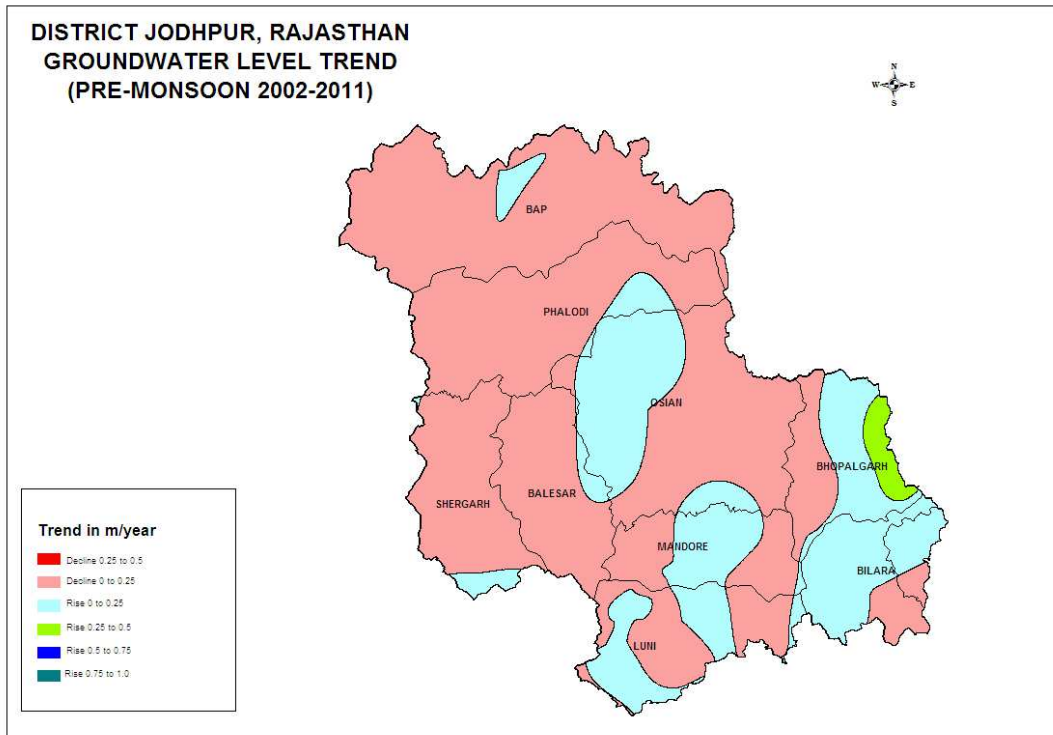 DISTRICT JODHPUR, RAJASTHAN
GROUNDWATER LEVEL TREND
(PRE-MONSOON 2002-2011)
N
W E
S
BAP
PHALODI
OSIAN
BHOPALGARH
SHERGARH
BALESAR
MANDORE
BILARA
LUNI
Trend in m/year
Decline 0.25 to 0.5
Decline 0 to 0.25
Rise 0 to 0.25
Rise 0.25 to 0.5
Rise 0.5 to 0.75
Rise 0.75 to 1.0